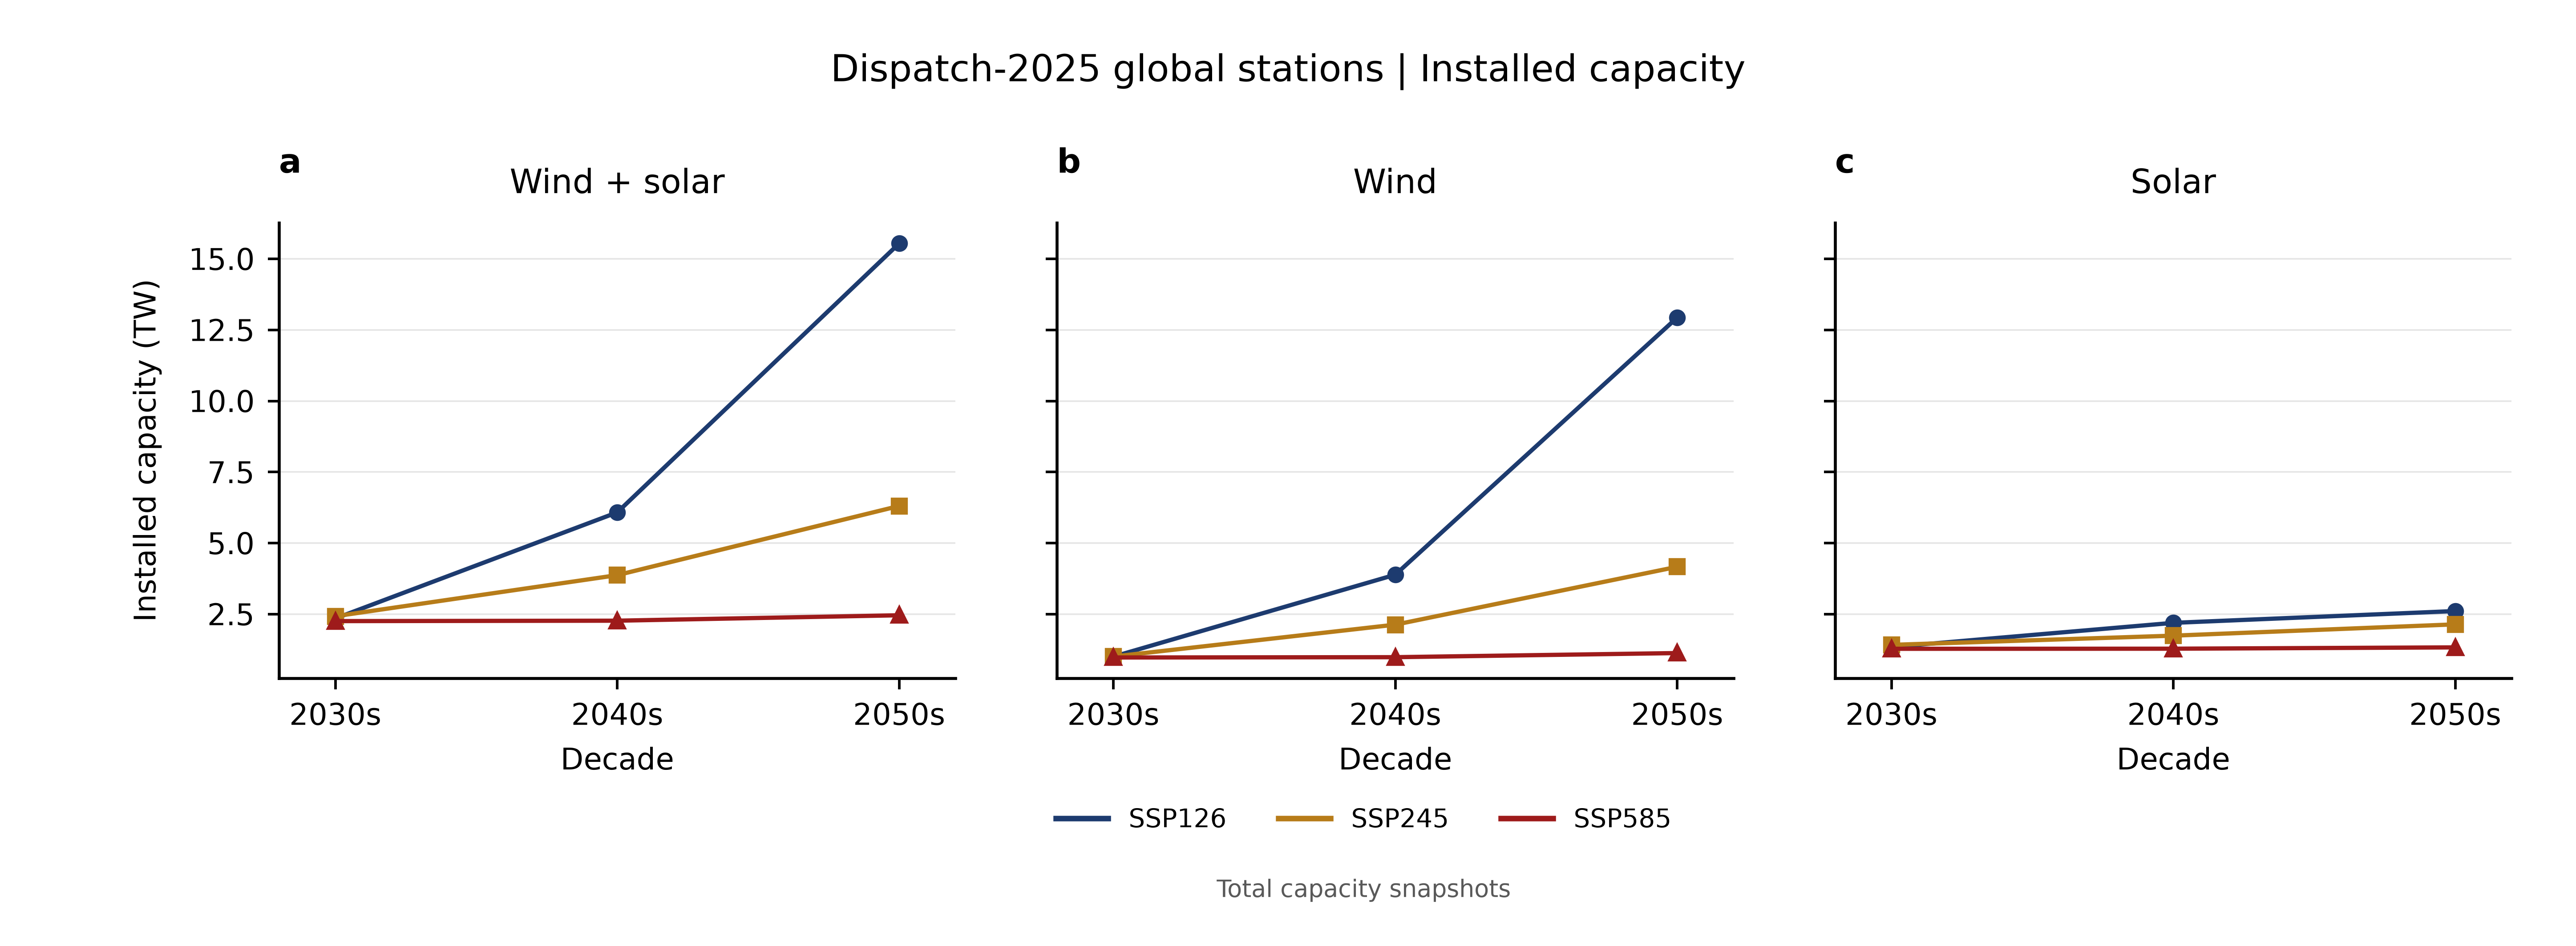 Dispatch-2025 global stations | Installed capacity
a
Wind + solar
b
Wind
c
Solar
Installed capacity (TW)
15.0
12.5
10.0
7.5
5.0
2.5
2030s 2040s 2050s
2030s 2040s 2050s
2030s 2040s 2050s
Decade
Decade
Decade
SSP126 SSP245 SSP585
Total capacity snapshots